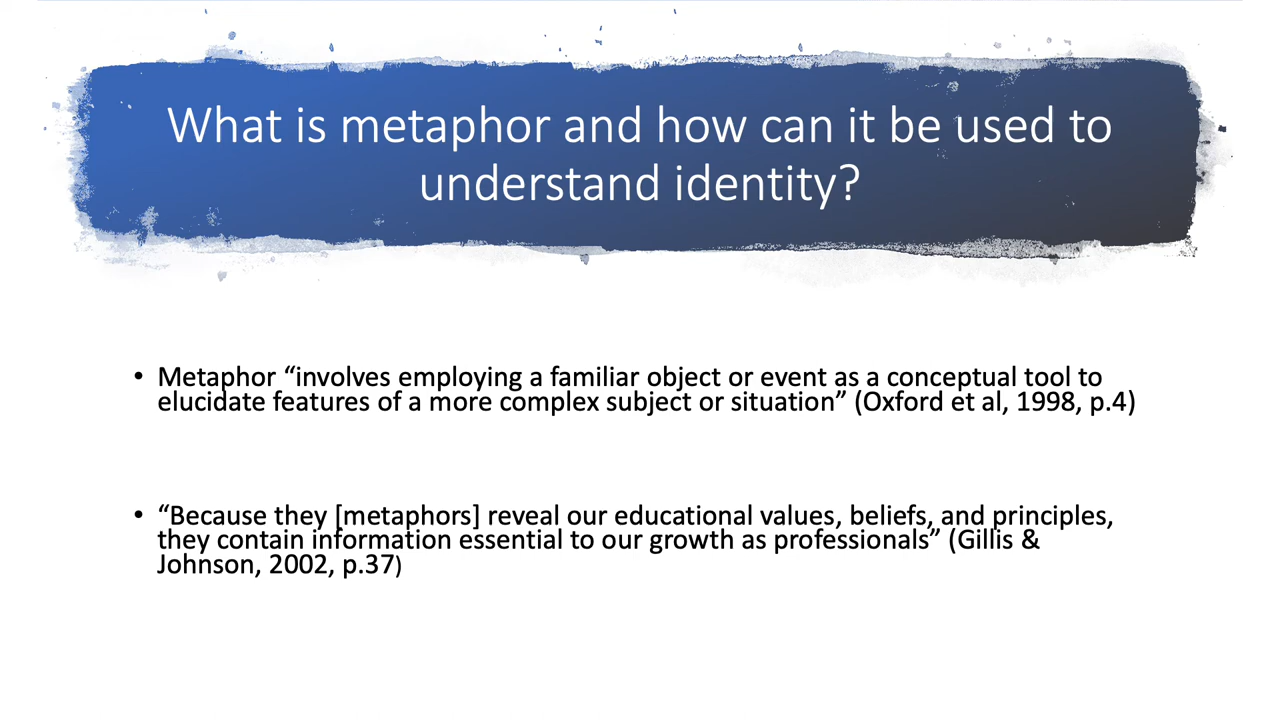 What is metaphor and how can it be used to
understand identity?
• Metaphor “involves employing a familiar object or event as a conceptual tool to
elucidate features of a more complex subject or situation” (Oxford et al, 1998, p.4)
• “Because they [metaphors] reveal our educational values, beliefs, and principles,
they contain information essential to our growth as professionals” (Gillis &
Johnson, 2002, p.37)